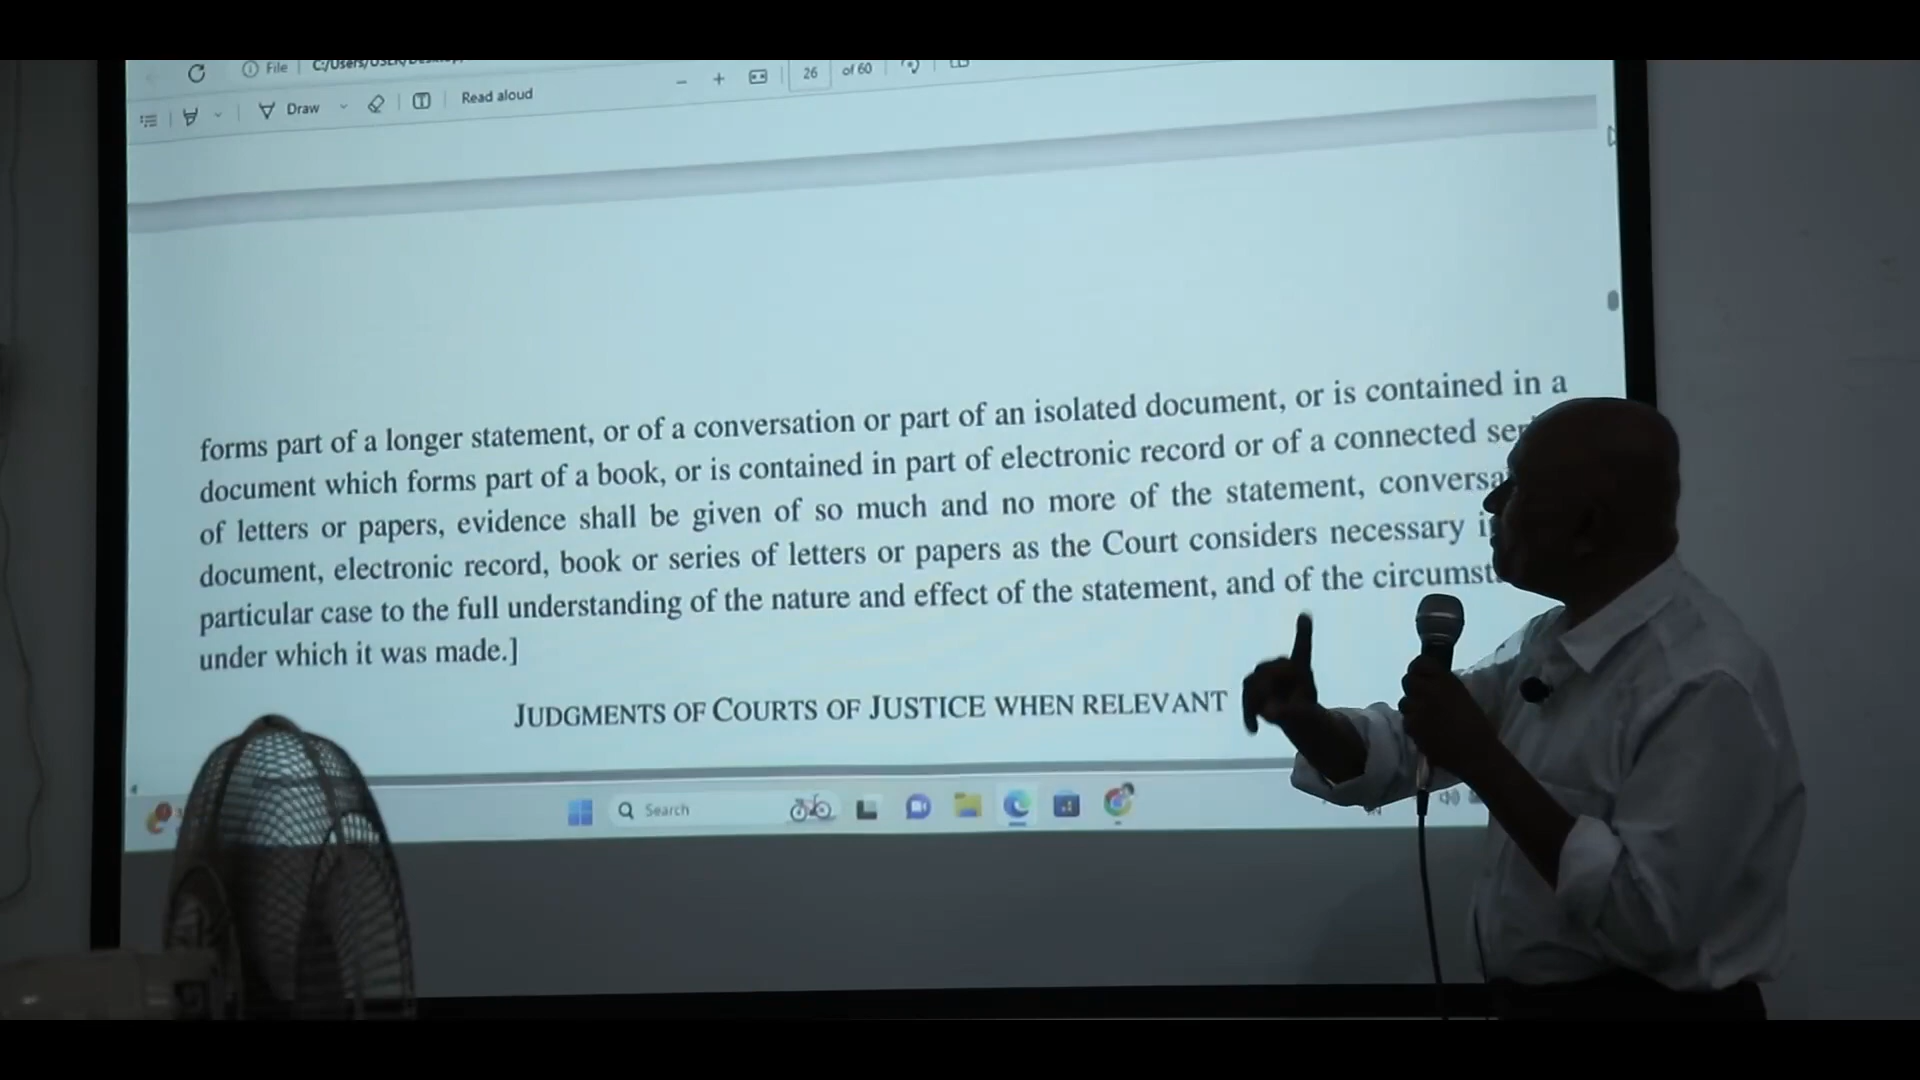 File
Draw
Read aloud
26 of 60
forms part of a longer statement, or of a conversation or part of an isolated document, or is contained in a
document which forms part of a book, or is contained in part of electronic record or of a connected
of letters or papers, evidence shall be given of so much and no more of the statement,
document, electronic record, book or series of letters or papers as the Court considers necessary
particular case to the full understanding of the nature and effect of the statement, and of the
under which it was made.]
JUDGMENTS OF COURTS OF JUSTICE WHEN RELEVANT
Search